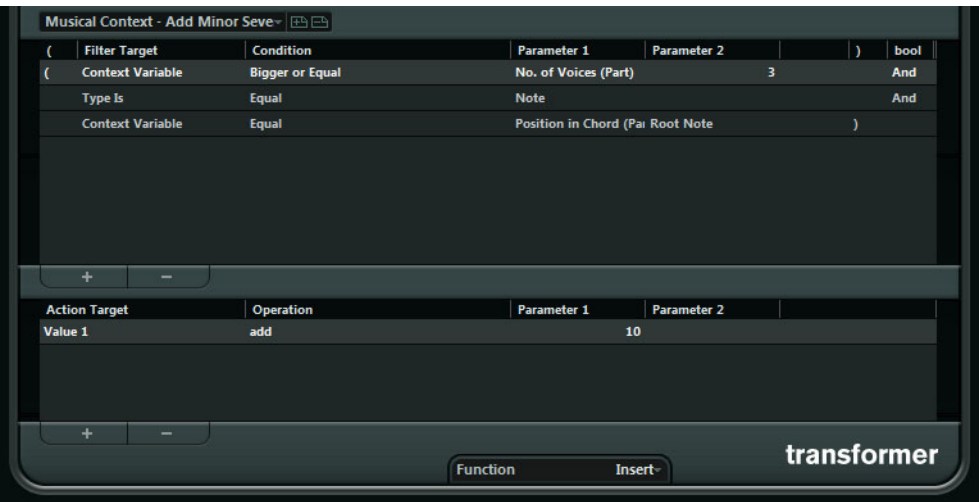 Musical Context - Add Minor Seve
( Filter Target Condition Parameter 1 Parameter 2 ) bool
( Context Variable Bigger or Equal No. of Voices (Part) 3 And
Type Is Equal Note And
Context Variable Equal Position in Chord (Pa Root Note )
+ −
Action Target Operation Parameter 1 Parameter 2
Value 1 add 10
+ −
transformer
Function Insert